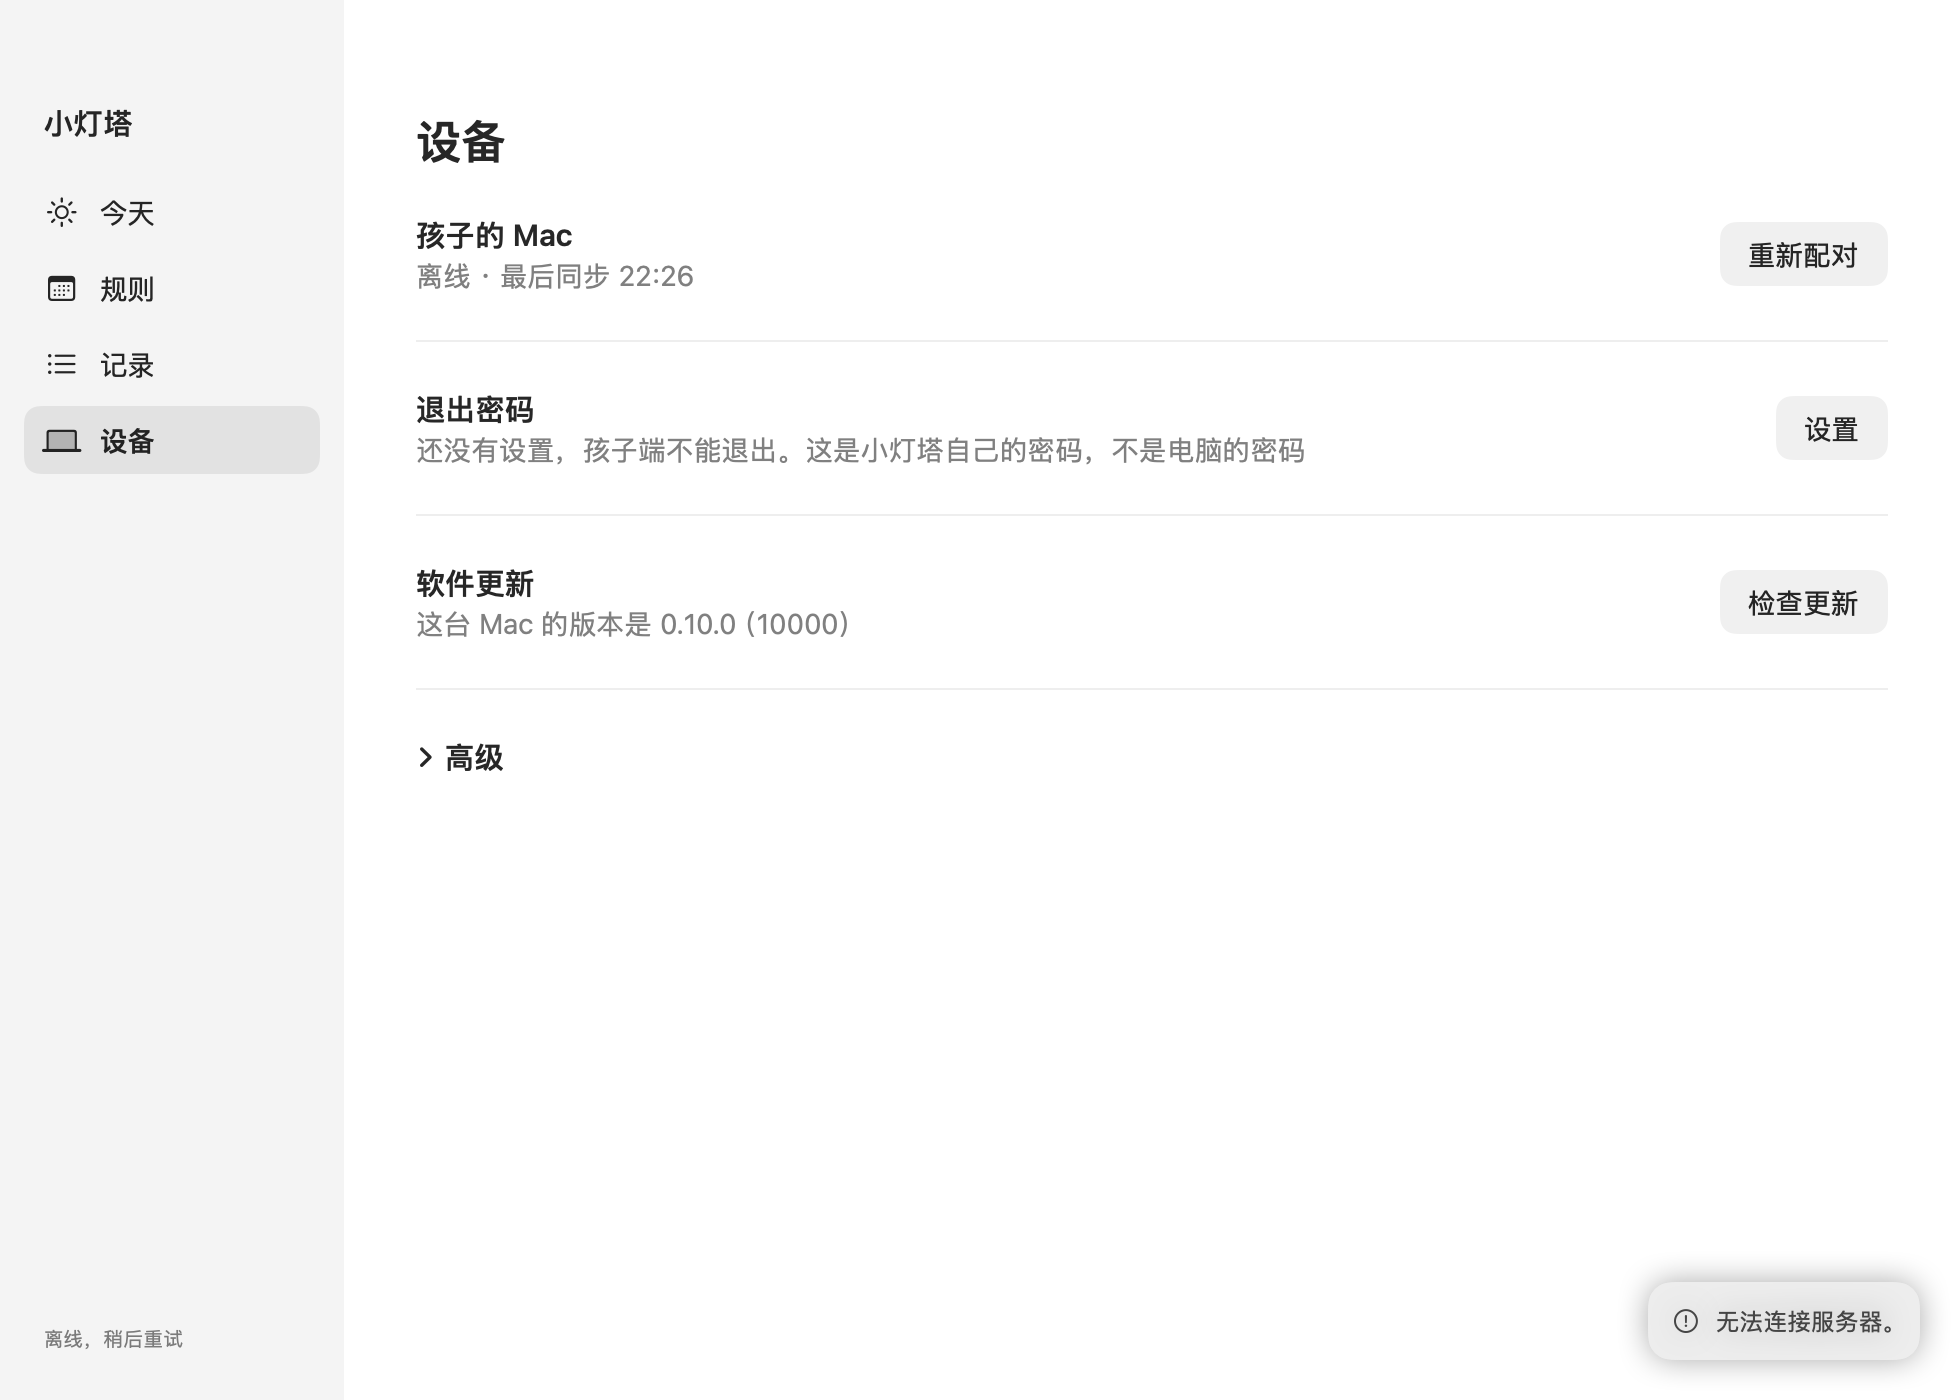 小灯塔
今天
规则
记录
设备
离线，稍后重试
设备
孩子的 Mac
离线 · 最后同步 22:26
重新配对
退出密码
还没有设置，孩子端不能退出。这是小灯塔自己的密码，不是电脑的密码
设置
软件更新
这台 Mac 的版本是 0.10.0 (10000)
检查更新
高级
无法连接服务器。